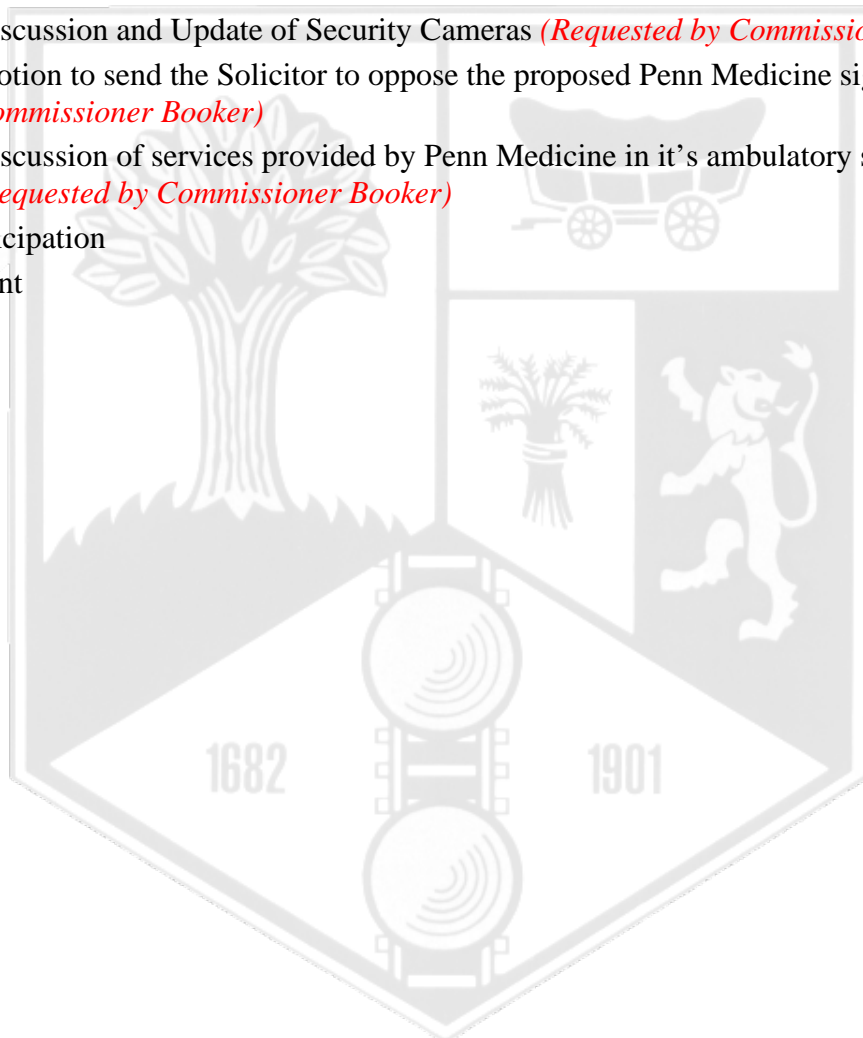 scussion and Update of Security Cameras (Requested by Commissio
otion to send the Solicitor to oppose the proposed Penn Medicine si
ommissioner Booker)
scussion of services provided by Penn Medicine in it’s ambulatory s
equested by Commissioner Booker)
icipation
nt
1682 1901